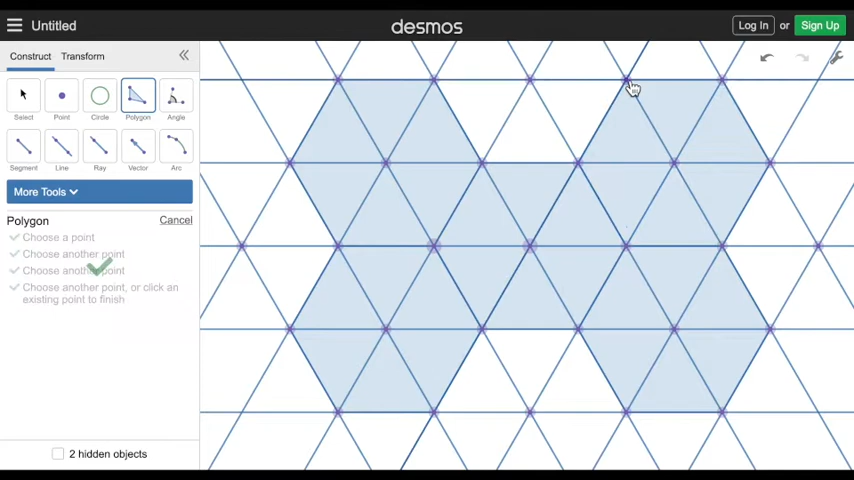 Untitled
desmos
Log In or Sign Up
Construct Transform
Select Point Circle Polygon Angle
Segment Line Ray Vector Arc
More Tools
Polygon Cancel
Choose a point
Choose another point
Choose another point
Choose another point, or click an
existing point to finish
2 hidden objects